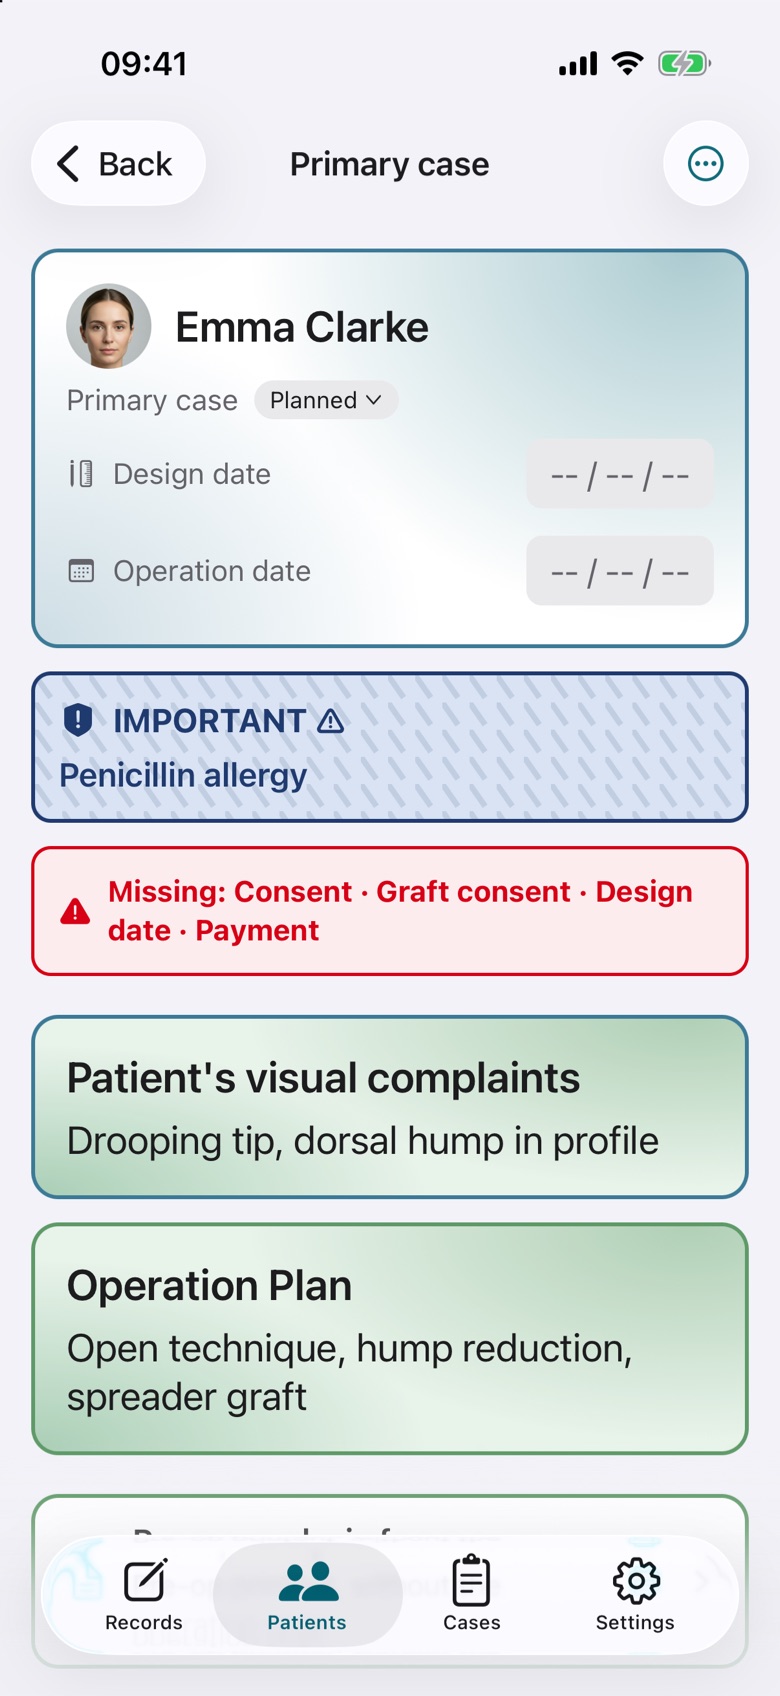 09:41
Back
Primary case
Emma Clarke
Primary case
Planned
Design date
-- / -- / --
Operation date
-- / -- / --
IMPORTANT
Penicillin allergy
Missing: Consent · Graft consent · Design
date · Payment
Patient's visual complaints
Drooping tip, dorsal hump in profile
Operation Plan
Open technique, hump reduction,
spreader graft
Records
Patients
Cases
Settings